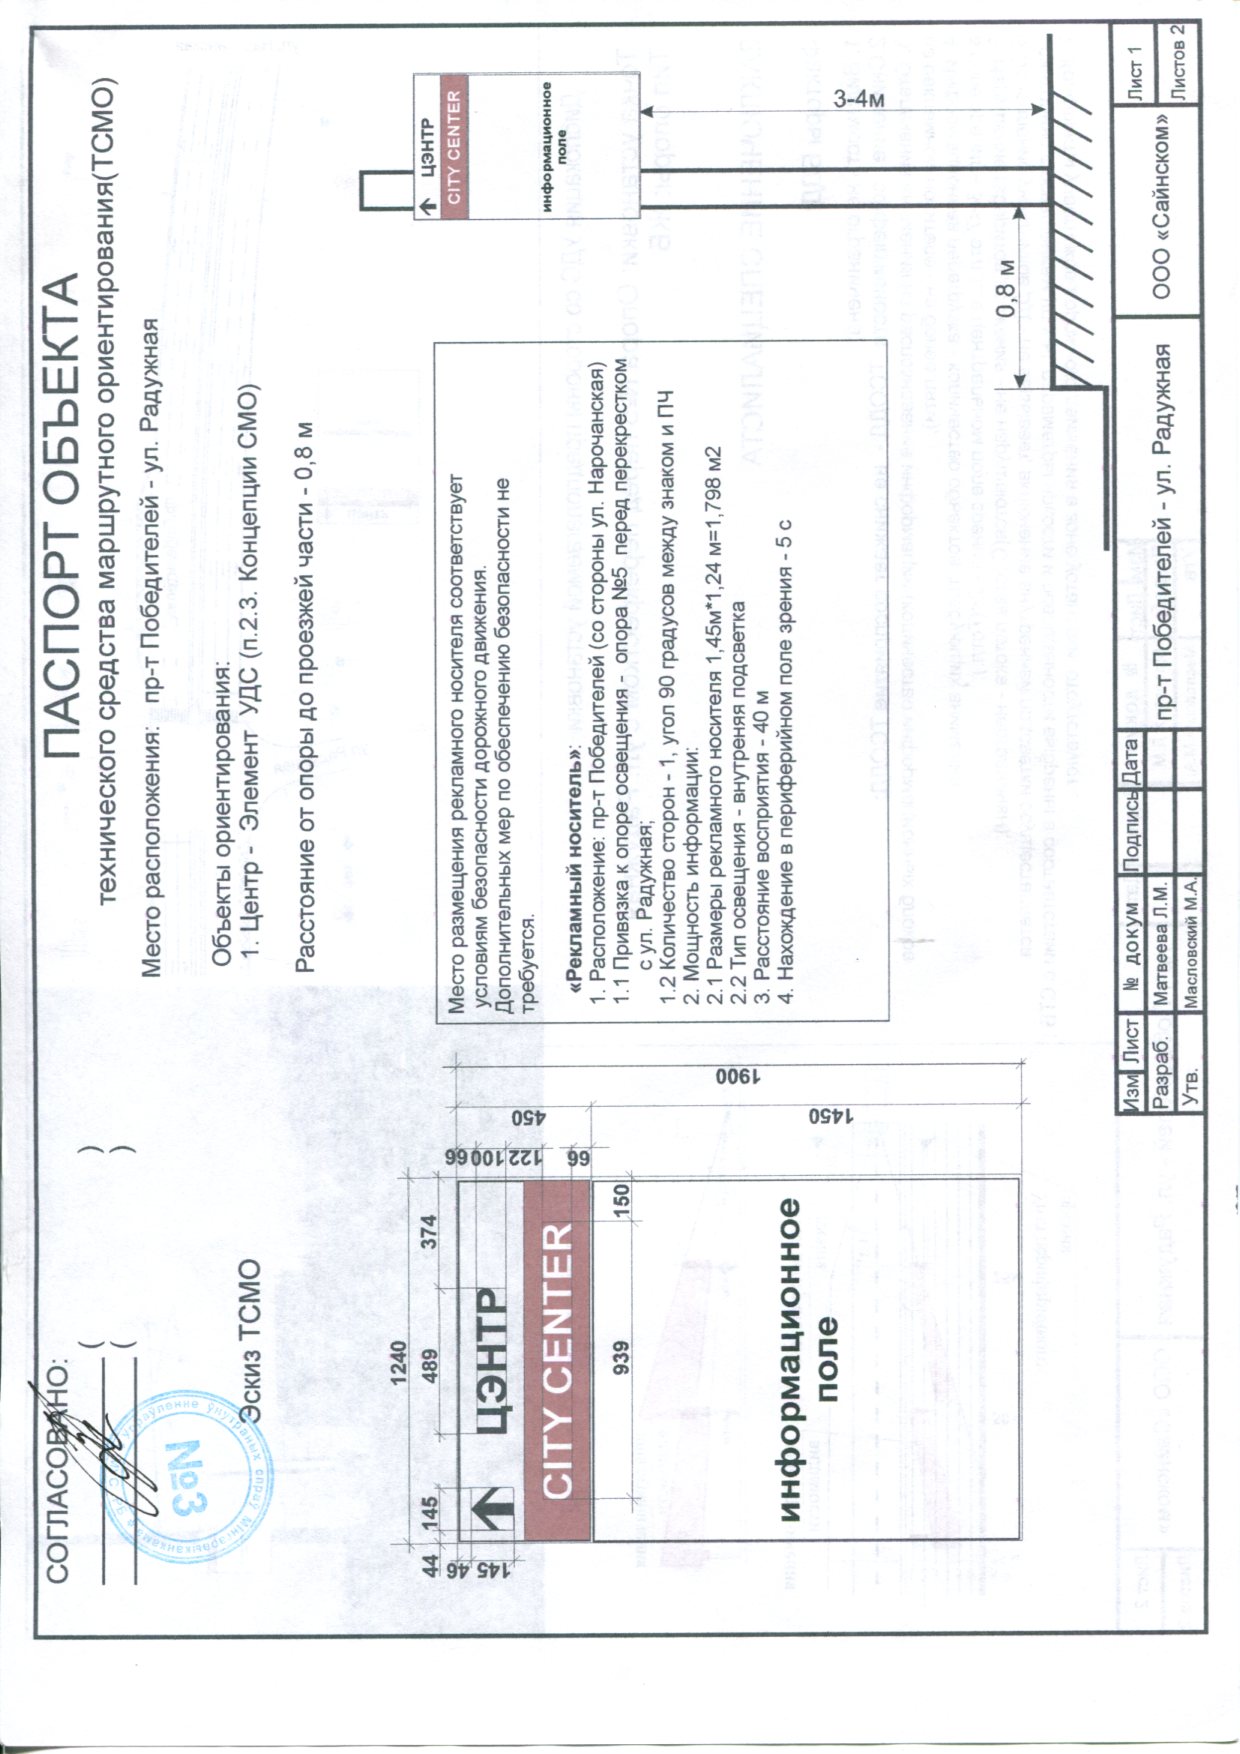 СОГЛАСОВАНО:
( )
( )
№3
Эскиз ТСМО
ПАСПОРТ ОБЪЕКТА
технического средства маршрутного ориентирования(ТСМО)
Место расположения: пр-т Победителей - ул. Радужная
Объекты ориентирования:
1. Центр - Элемент УДС (п.2.3. Концепции СМО)
Расстояние от опоры до проезжей части - 0,8 м
1240
44
145
489
374
46
145
66
100
122
66
450
1450
1900
ЦЭНТР
CITY CENTER
939
150
информационное
поле
Место размещения рекламного носителя соответствует
условиям безопасности дорожного движения.
Дополнительных мер по обеспечению безопасности не
требуется.
«Рекламный носитель»:
1. Расположение: пр-т Победителей (со стороны ул. Нарочанская)
1.1 Привязка к опоре освещения - опора №5 перед перекрестком
с ул. Радужная;
1.2 Количество сторон - 1, угол 90 градусов между знаком и ПЧ
2. Мощность информации:
2.1 Размеры рекламного носителя 1,45м*1,24 м=1,798 м2
2.2 Тип освещения - внутреняя подсветка
3. Расстояние восприятия - 40 м
4. Нахождение в периферийном поле зрения - 5 с
ЦЭНТР
CITY CENTER
информационное
поле
3-4м
0,8 м
Изм Лист № докум Подпись Дата
Разраб. Матвеева Л.М.
Утв. Масловский М.А.
пр-т Победителей - ул. Радужная
ООО «Сайнском»
Лист 1
Листов 2